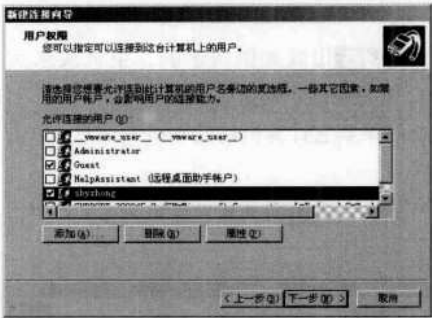 新建连接向导
用户权限
您可以指定可以连接到这台计算机上的用户。
请选择您想要允许连到此计算机的用户名旁边的复选框。一些其它因素,如禁
用的用户帐户,会影响用户的连接能力。
允许连接的用户(U)
__vmware_user__ (__vmware_user__)
Administrator
Guest
HelpAssistant (远程桌面助手帐户)
shyzhong
添加(A)... 删除(R) 属性(P)
<上一步(B) 下一步(N)> 取消